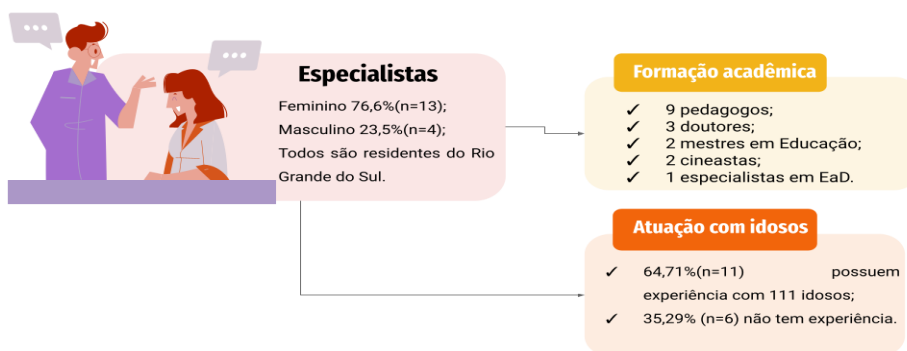 Especialistas
Feminino 76,6%(n=13);
Masculino 23,5%(n=4);
Todos são residentes do Rio
Grande do Sul.
Formação acadêmica
✓ 9 pedagogos;
✓ 3 doutores;
✓ 2 mestres em Educação;
✓ 2 cineastas;
✓ 1 especialistas em EaD.
Atuação com idosos
✓ 64,71%(n=11) possuem
experiência com 111 idosos;
✓ 35,29% (n=6) não tem experiência.